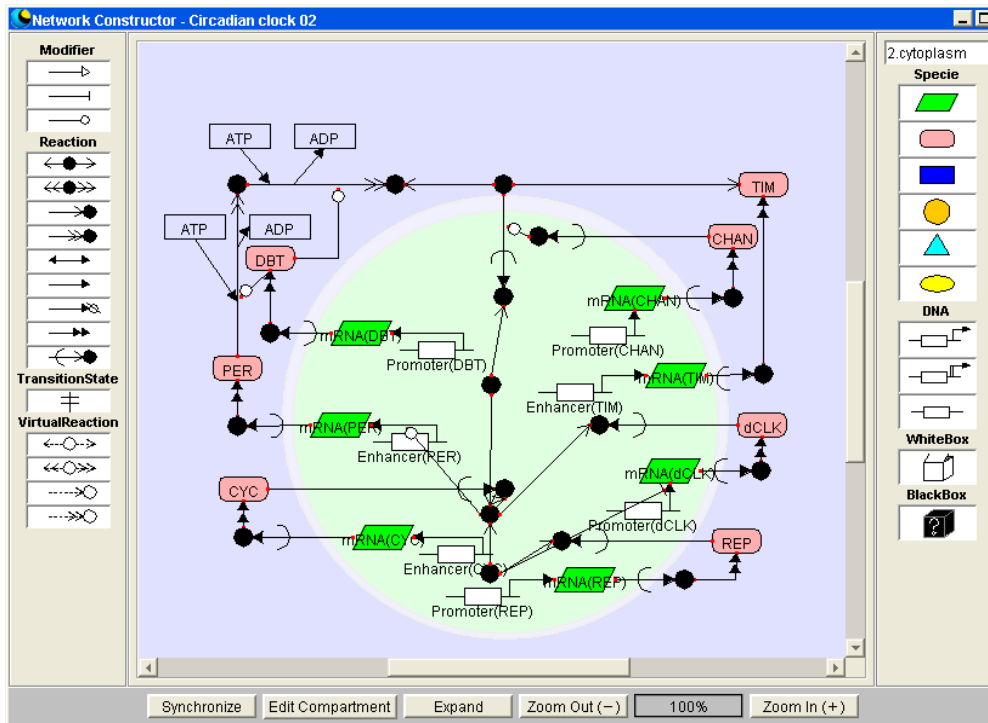 Network Constructor - Circadian clock 02
Modifier
Reaction
TransitionState
VirtualReaction
ATP
ADP
ATP
ADP
DBT
TIM
CHAN
mRNA(CHAN)
Promoter(CHAN)
mRNA(DBT)
Promoter(DBT)
PER
mRNA(TIM)
Enhancer(TIM)
mRNA(PER)
Enhancer(PER)
dCLK
mRNA(dCLK)
Promoter(dCLK)
CYC
mRNA(CYC)
REP
mRNA(REP)
Promoter(REP)
2.cytoplasm
Specie
DNA
WhiteBox
BlackBox
?
Synchronize
Edit Compartment
Expand
Zoom Out (−)
100%
Zoom In (+)